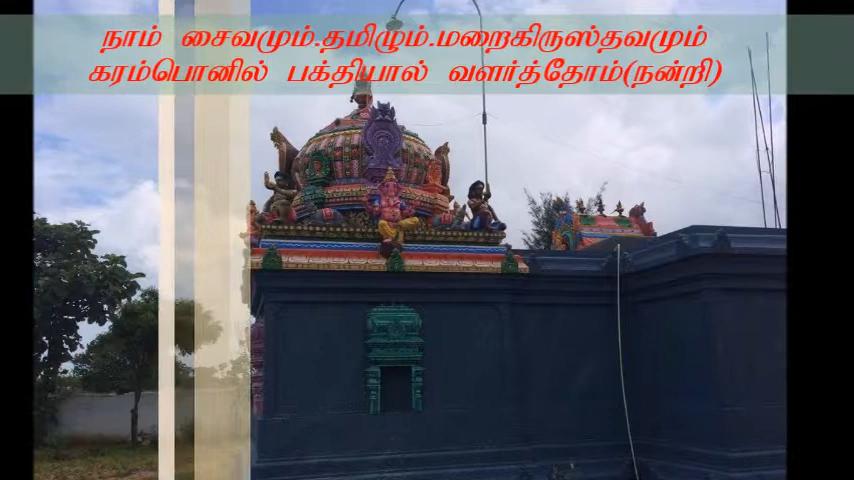 நாம் சைவமும்.தமிழும்.மறைகிருஸ்தவமும்
கரம்பொனில் பக்தியால் வளர்த்தோம்(நன்றி)